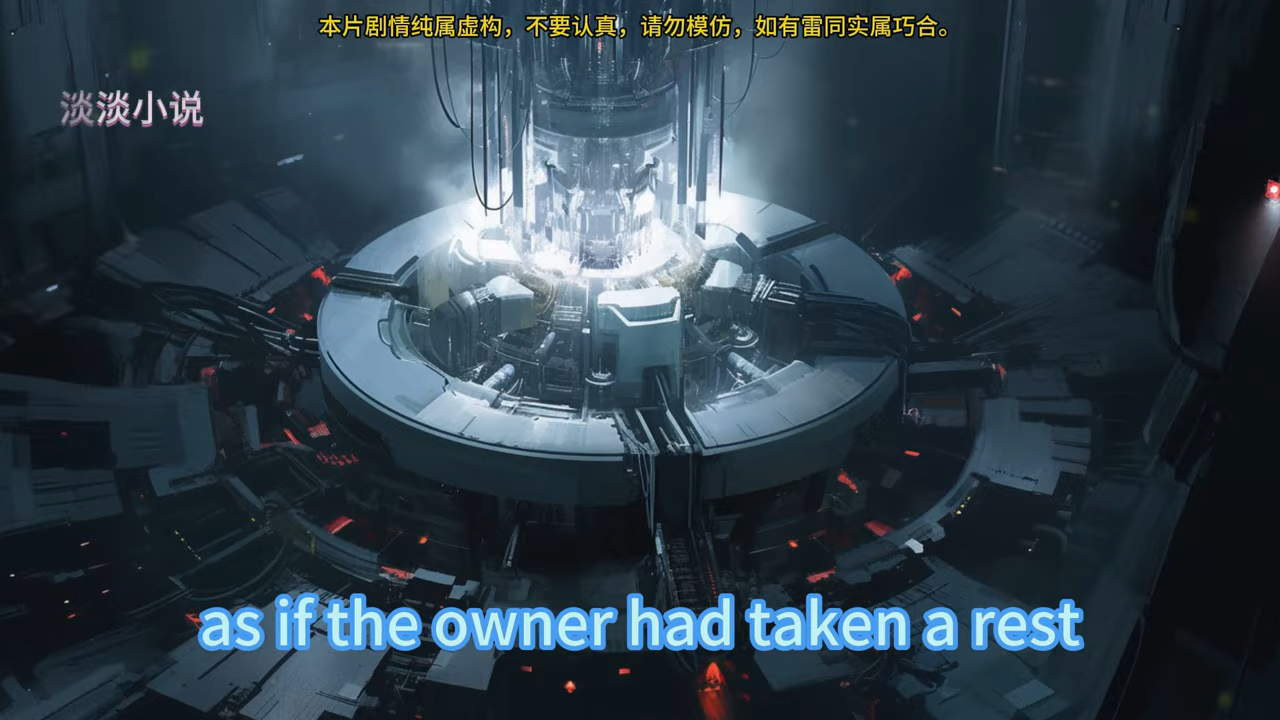 本片剧情纯属虚构，不要认真，请勿模仿，如有雷同实属巧合。
淡淡小说
as if the owner had taken a rest